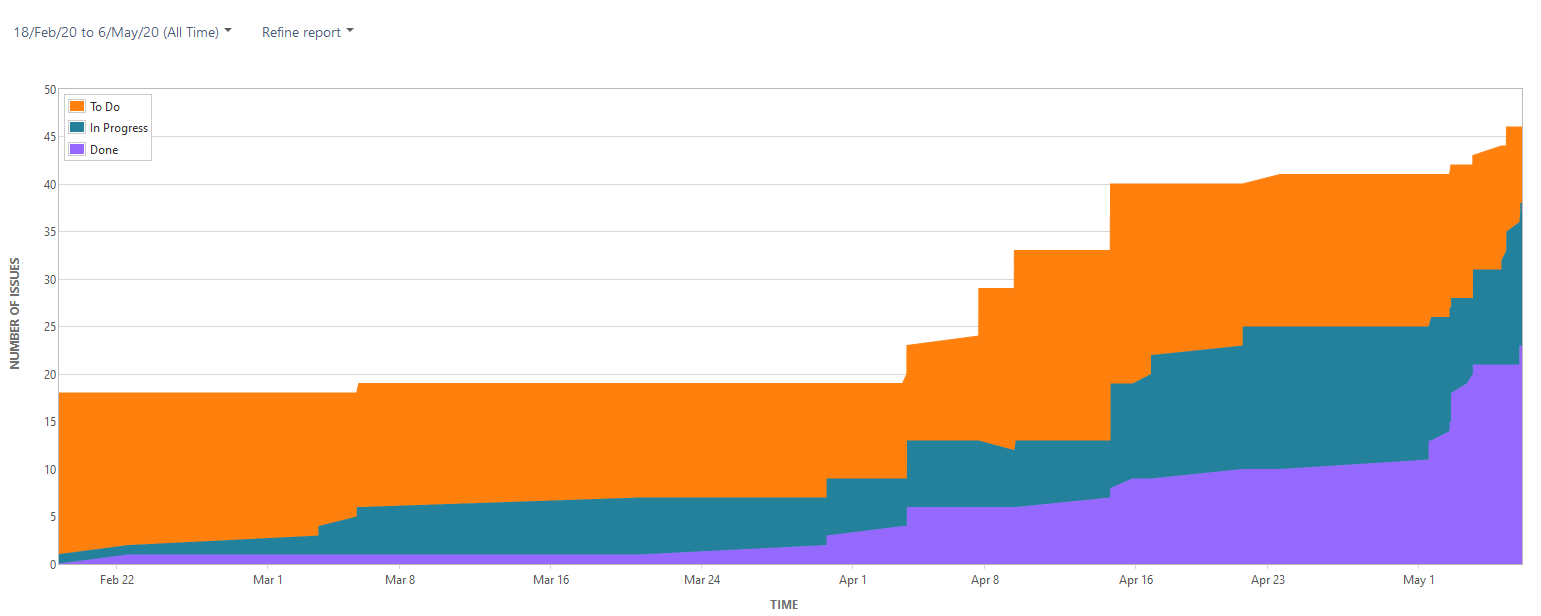 18/Feb/20 to 6/May/20 (All Time) Refine report
50
To Do
In Progress
Done
45
40
35
30
25
20
15
10
5
0
NUMBER OF ISSUES
Feb 22 Mar 1 Mar 8 Mar 16 Mar 24 Apr 1 Apr 8 Apr 16 Apr 23 May 1
TIME